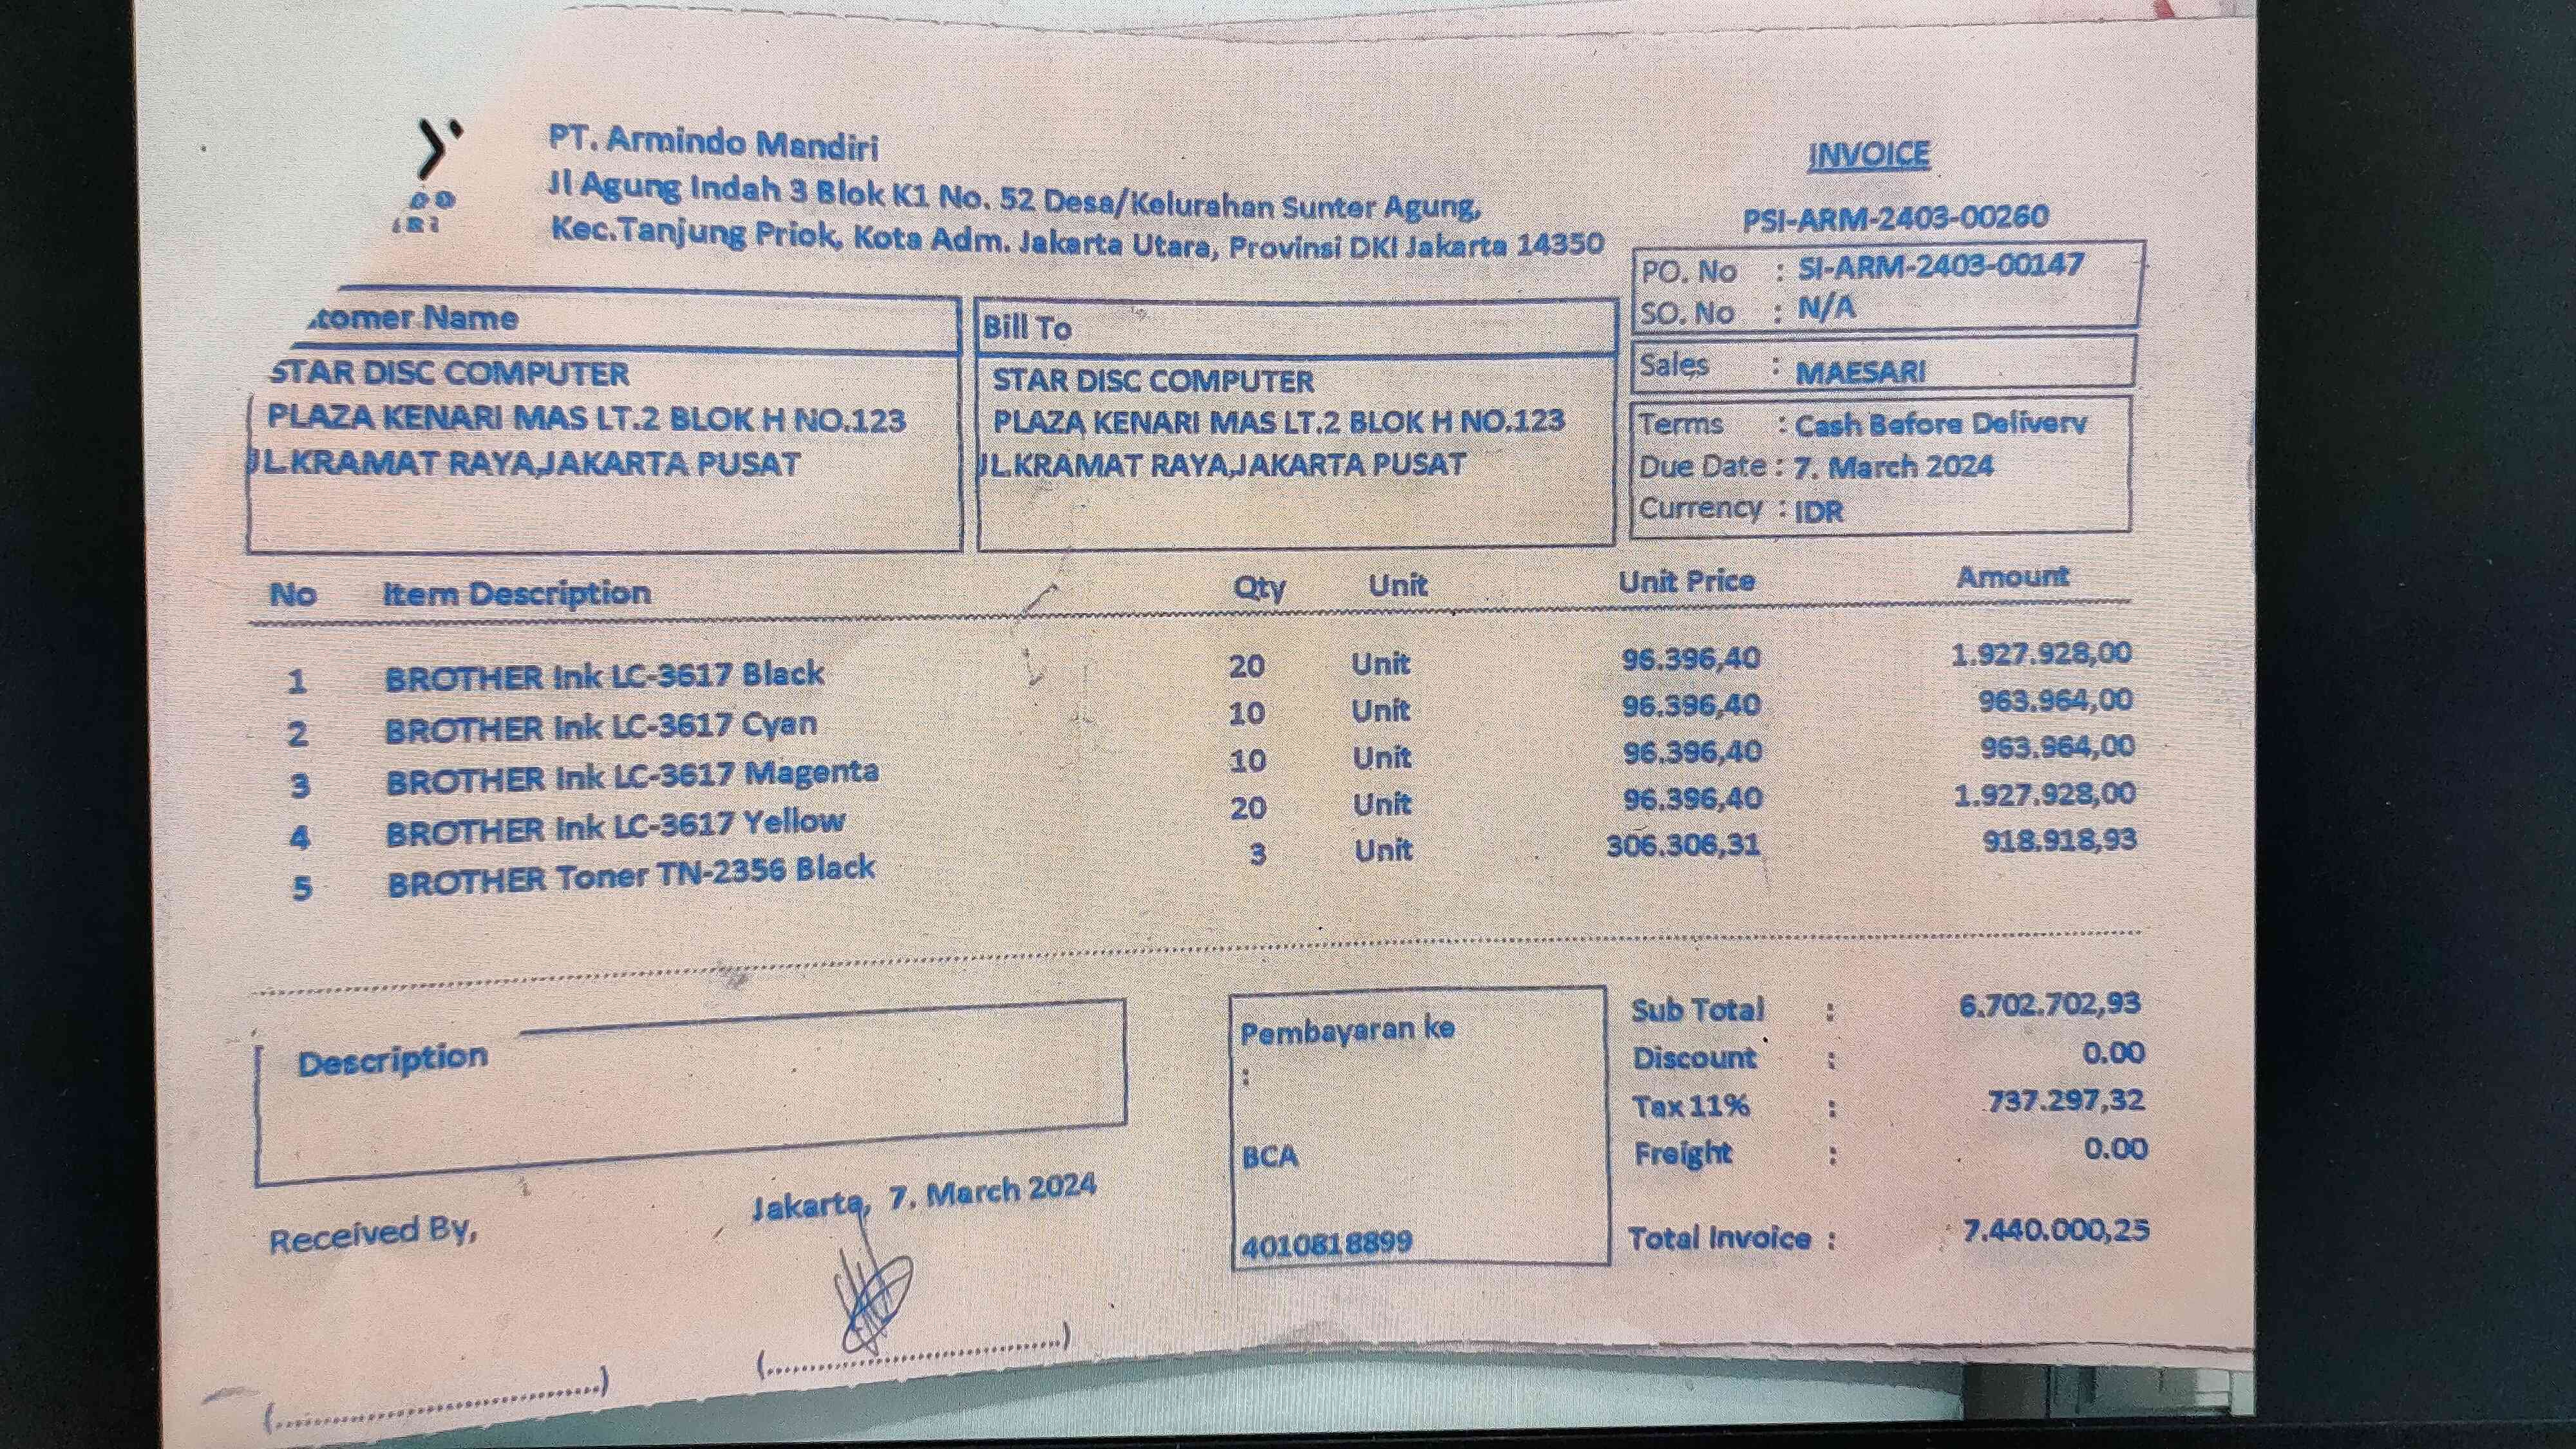 PT. Armindo Mandiri
Jl Agung Indah 3 Blok K1 No. 52 Desa/Kelurahan Sunter Agung,
Kec.Tanjung Priok, Kota Adm. Jakarta Utara, Provinsi DKI Jakarta 14350
INVOICE
PSI-ARM-2403-00260
PO. No : SI-ARM-2403-00147
SO. No : N/A
Sales : MAESARI
Terms : Cash Before Delivery
Due Date : 7. March 2024
Currency : IDR
tomer Name
STAR DISC COMPUTER
PLAZA KENARI MAS LT.2 BLOK H NO.123
JL.KRAMAT RAYA,JAKARTA PUSAT
Bill To
STAR DISC COMPUTER
PLAZA KENARI MAS LT.2 BLOK H NO.123
JL.KRAMAT RAYA,JAKARTA PUSAT
No Item Description Qty Unit Unit Price Amount
1 BROTHER Ink LC-3617 Black 20 Unit 96.396,40 1.927.928,00
2 BROTHER Ink LC-3617 Cyan 10 Unit 96.396,40 963.964,00
3 BROTHER Ink LC-3617 Magenta 10 Unit 96.396,40 963.964,00
4 BROTHER Ink LC-3617 Yellow 20 Unit 96.396,40 1.927.928,00
5 BROTHER Toner TN-2356 Black 3 Unit 306.306,31 918.918,93
Description
Pembayaran ke
:
BCA
4010818899
Sub Total : 6.702.702,93
Discount : 0.00
Tax 11% : 737.297,32
Freight : 0.00
Total Invoice : 7.440.000,25
Received By,
Jakarta, 7. March 2024